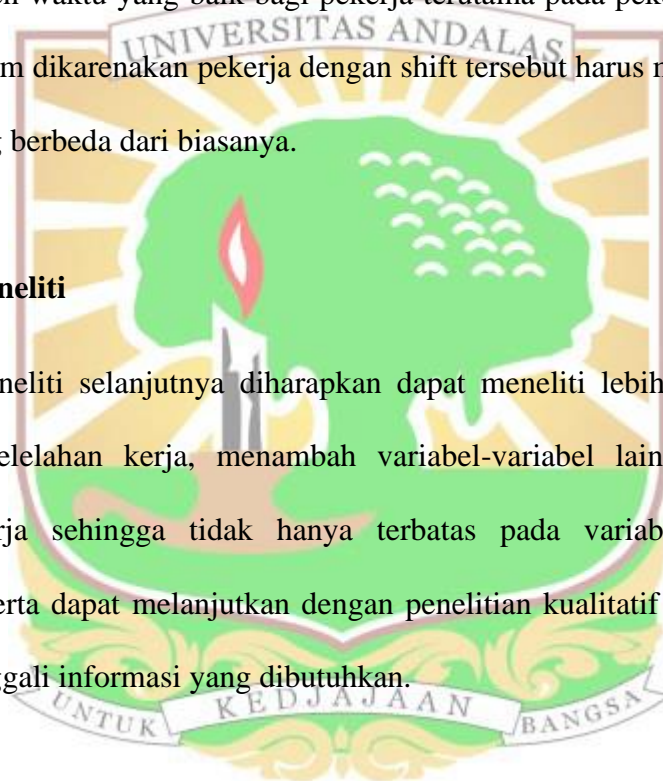 waktu yang baik bagi pekerja terutama pada
UNIVERSITAS ANDALAS
dikarenakan pekerja dengan shift tersebut harus
berbeda dari biasanya.
neliti
neliti selanjutnya diharapkan dapat meneliti lebih
elelahan kerja, menambah variabel-variabel lain
rja sehingga tidak hanya terbatas pada variab
erta dapat melanjutkan dengan penelitian kualitatif
ggali informasi yang dibutuhkan.
UNTUK KEDJAJAAN BANGSA